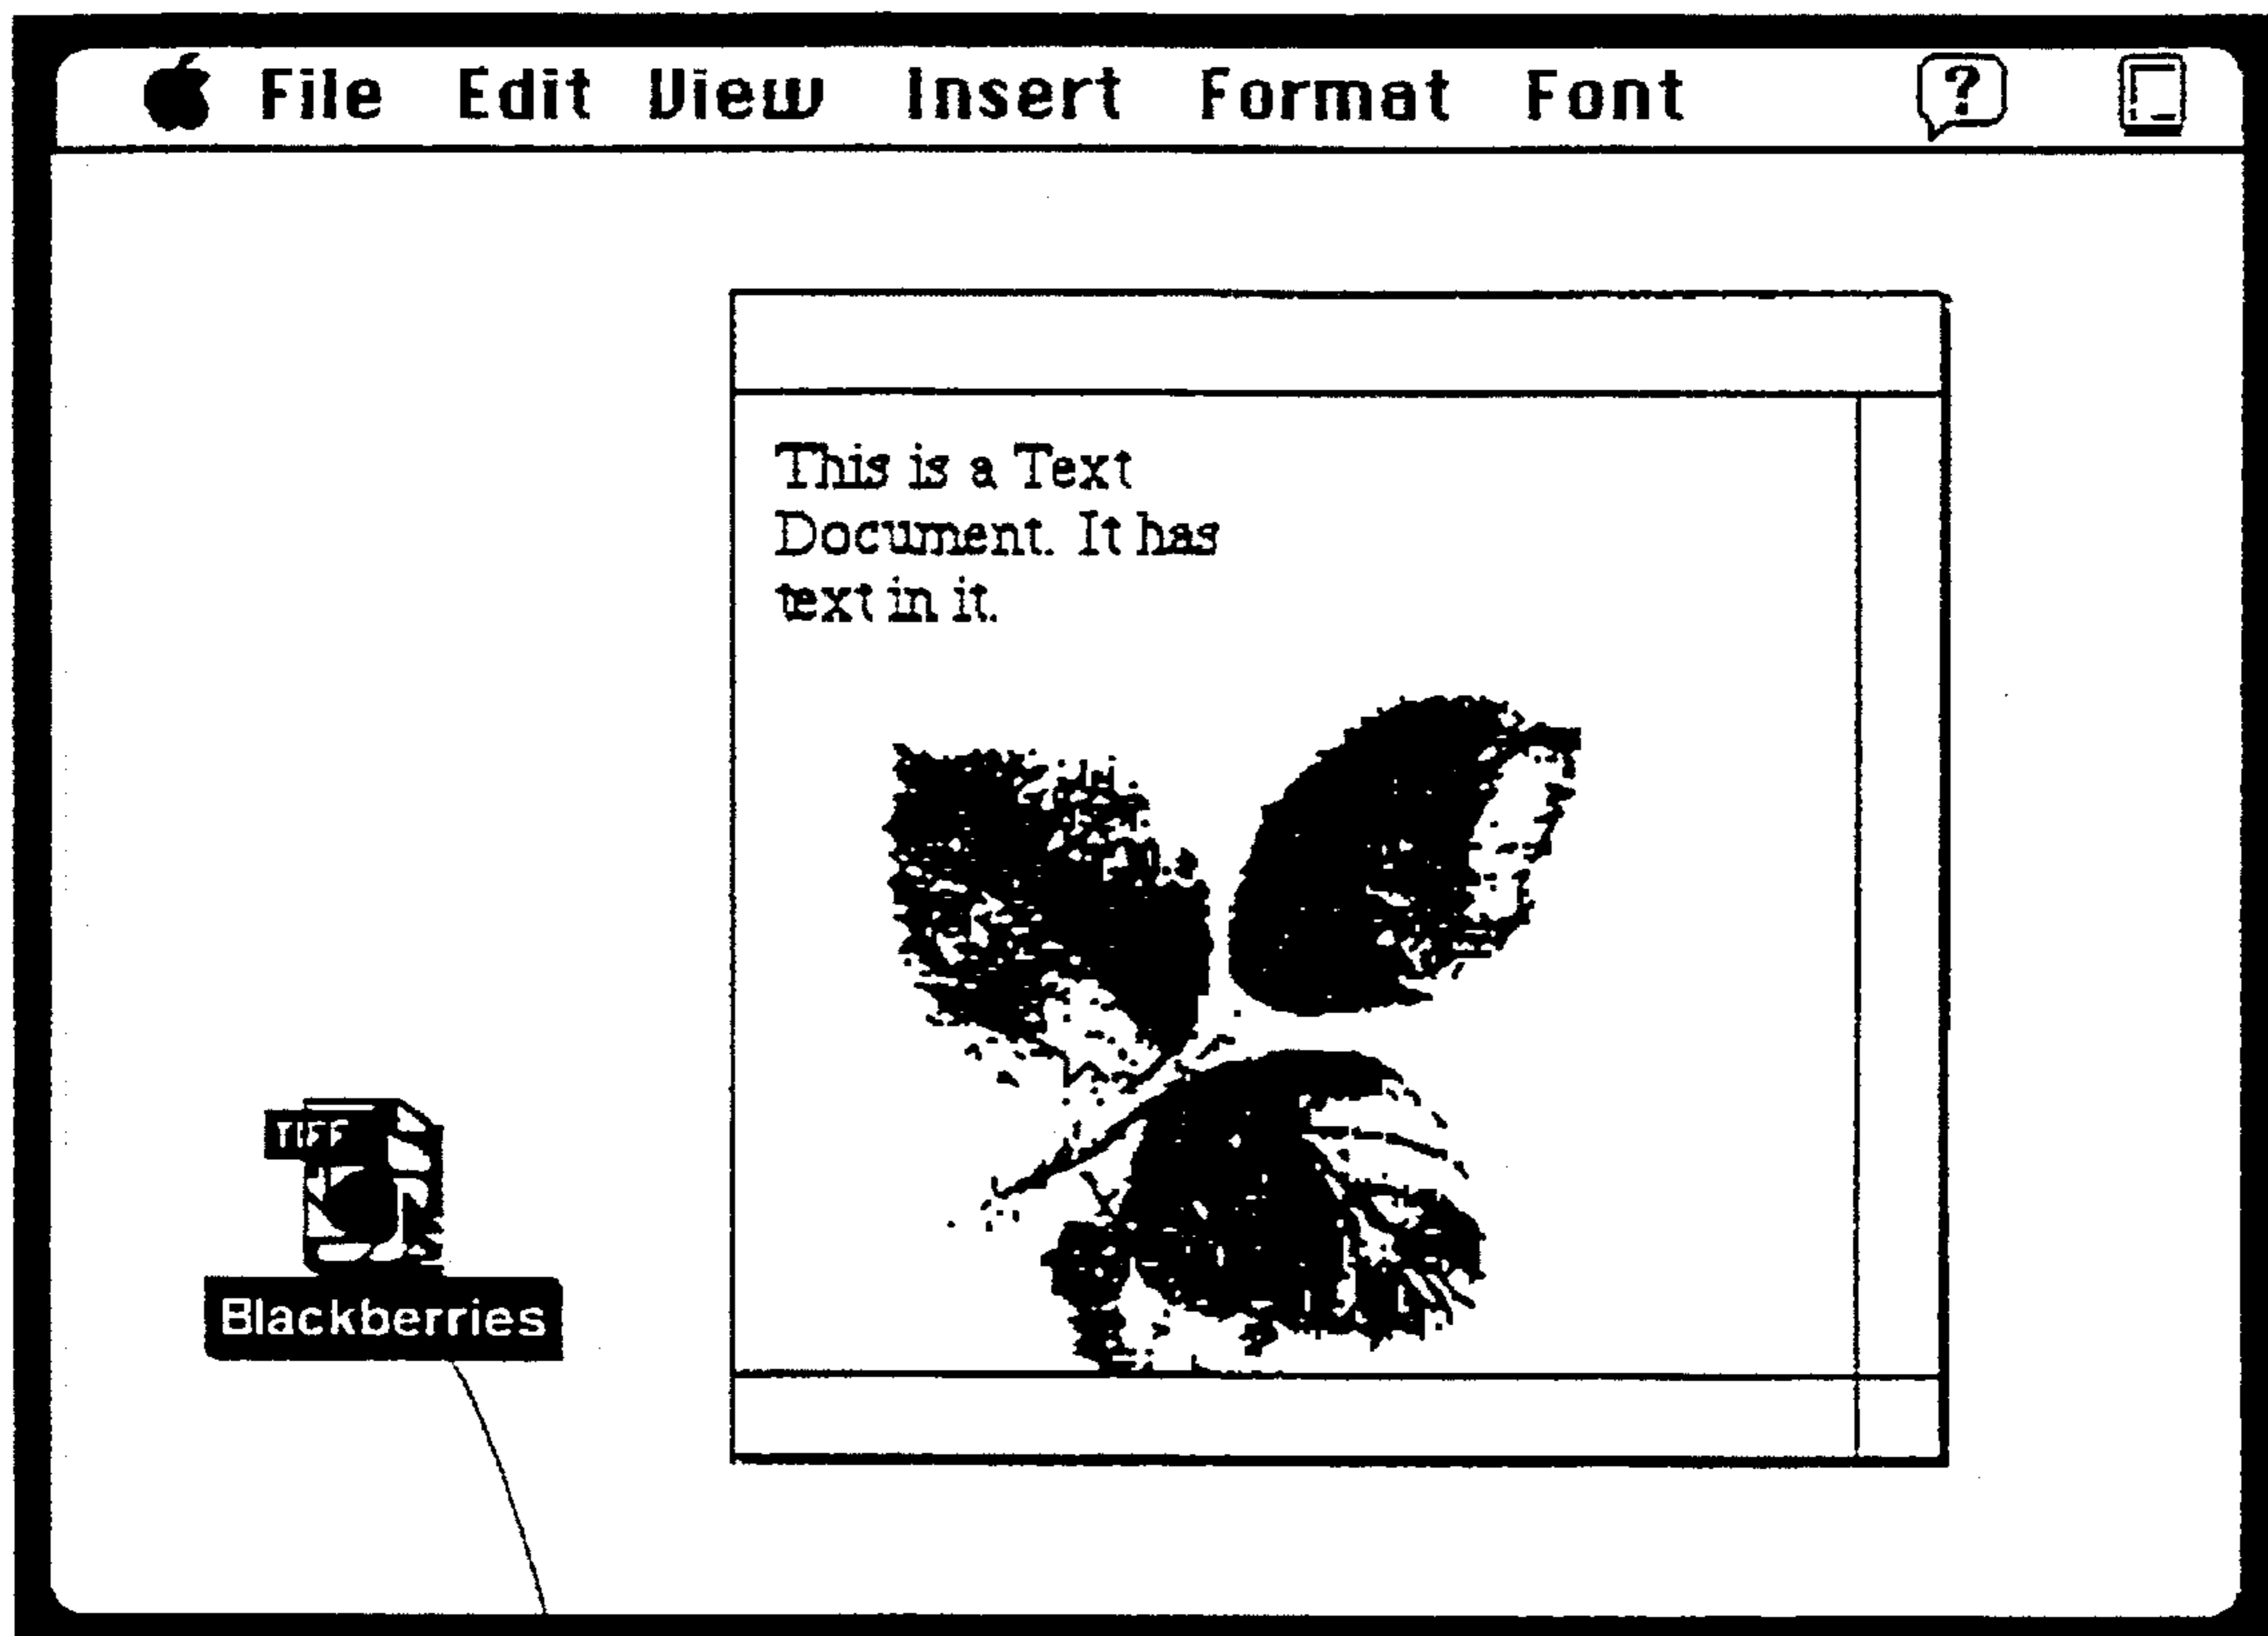 File Edit View Insert Format Font ?
This is a Text
Document. It has
text in it.
TIFF
Blackberries